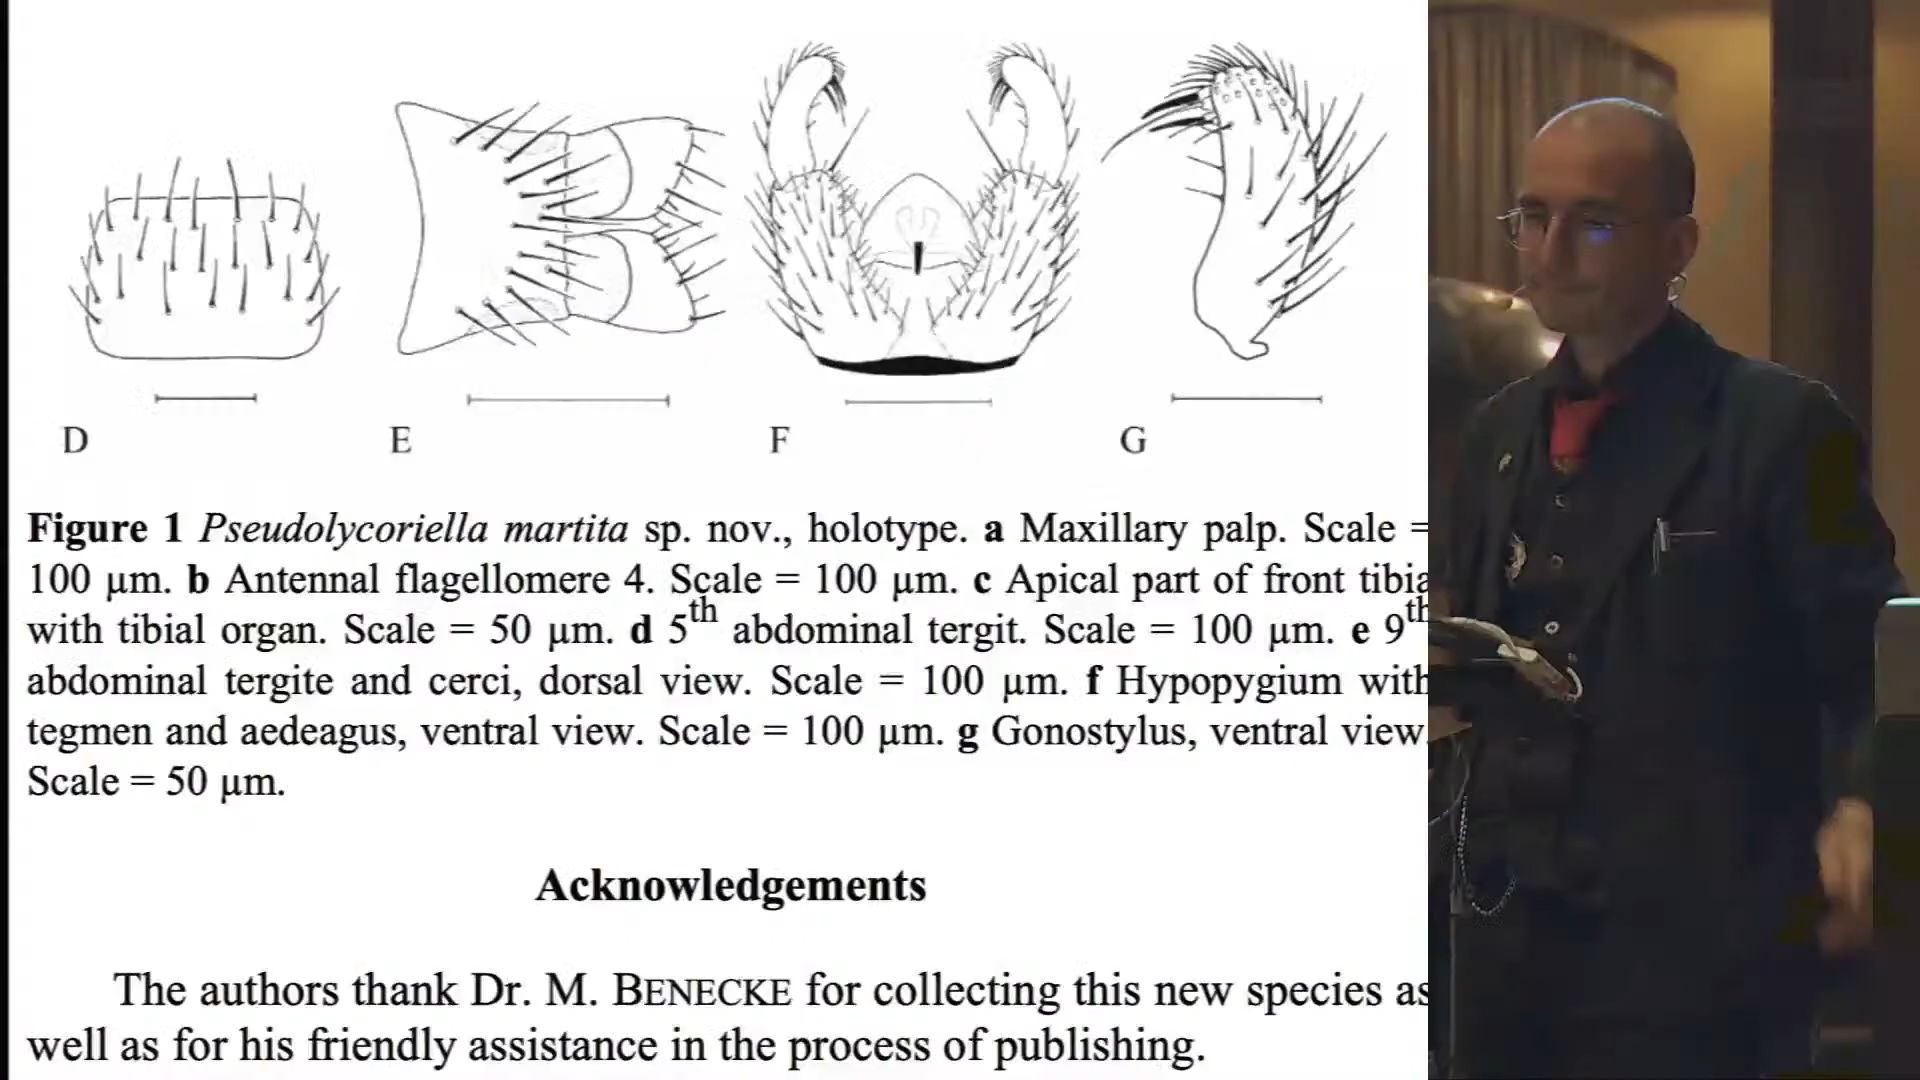 D E F G
Figure 1 Pseudolycoriella martita sp. nov., holotype. a Maxillary palp. Scale =
100 µm. b Antennal flagellomere 4. Scale = 100 µm. c Apical part of front tibia
with tibial organ. Scale = 50 µm. d 5th abdominal tergit. Scale = 100 µm. e 9th
abdominal tergite and cerci, dorsal view. Scale = 100 µm. f Hypopygium with
tegmen and aedeagus, ventral view. Scale = 100 µm. g Gonostylus, ventral view.
Scale = 50 µm.
Acknowledgements
The authors thank Dr. M. BENECKE for collecting this new species as
well as for his friendly assistance in the process of publishing.